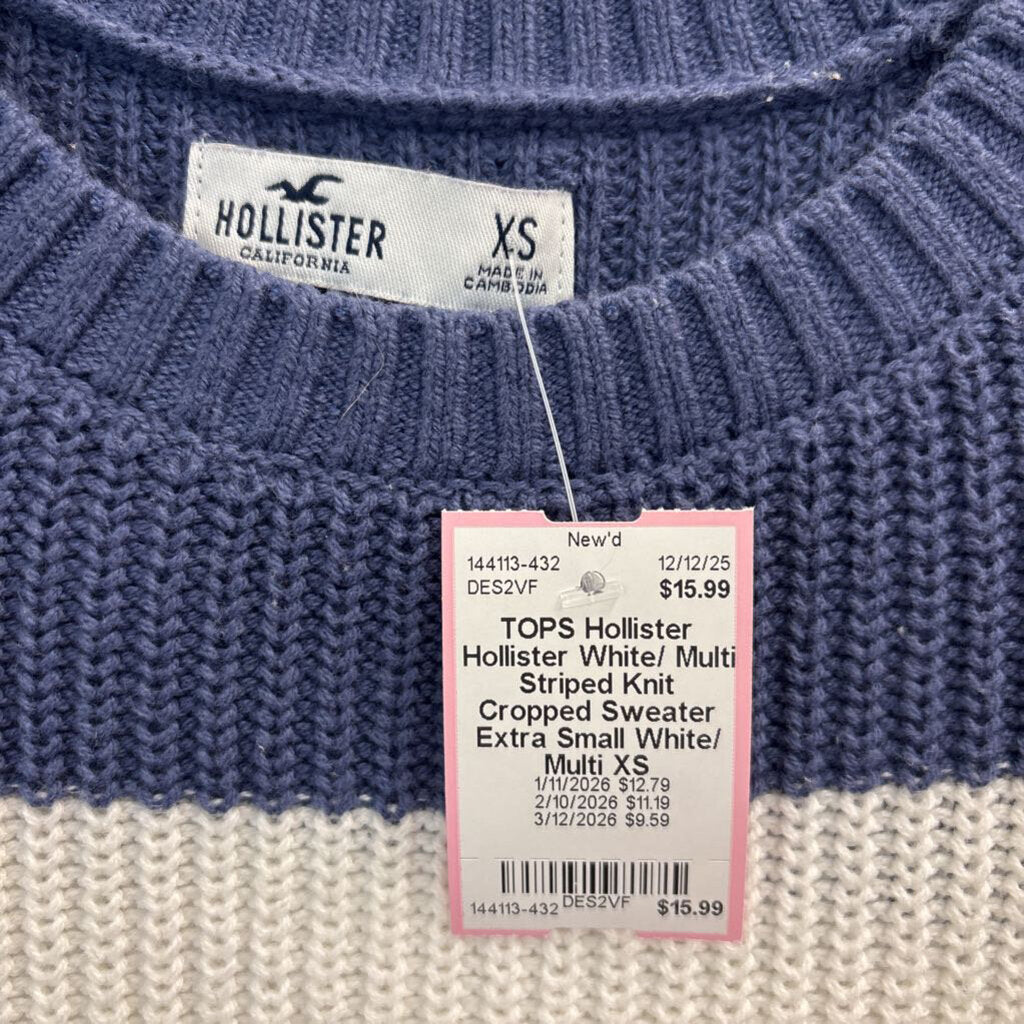 HOLLISTER
CALIFORNIA
XS
MADE IN
CAMBODIA
New'd
144113-432 12/12/25
DES2VF $15.99
TOPS Hollister
Hollister White/ Multi
Striped Knit
Cropped Sweater
Extra Small White/
Multi XS
1/11/2026 $12.79
2/10/2026 $11.19
3/12/2026 $9.59
144113-432 DES2VF $15.99